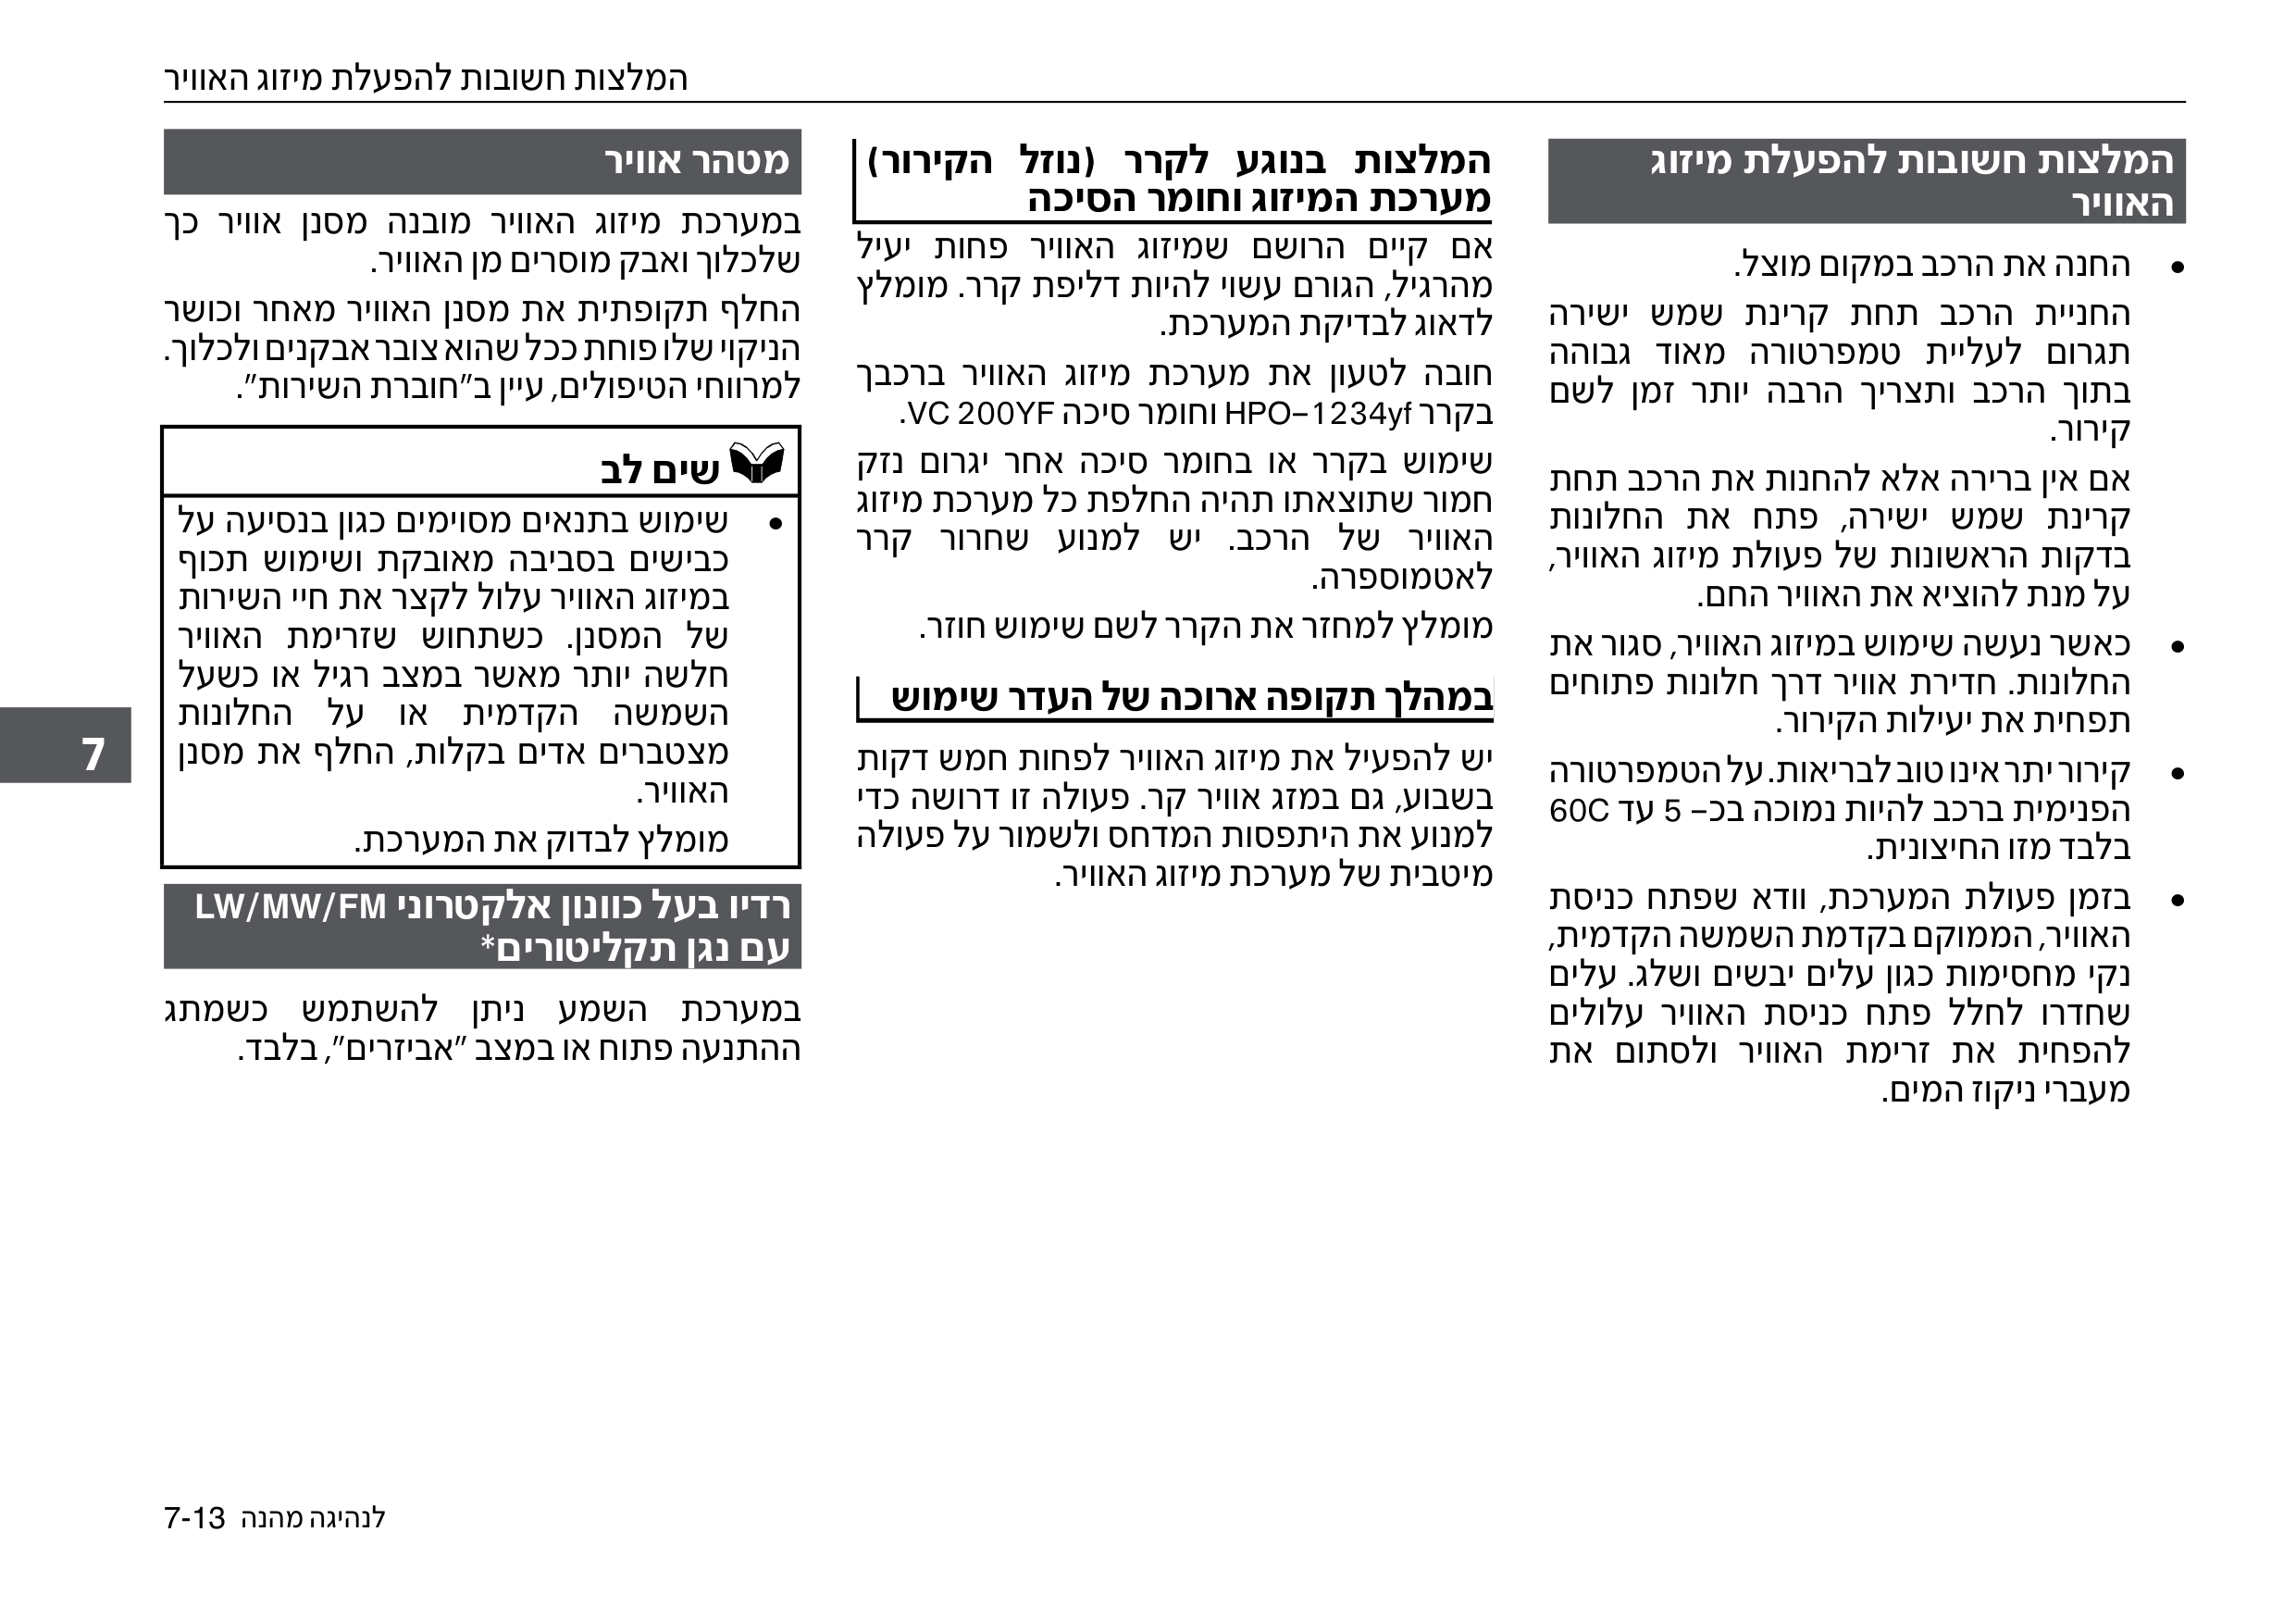 המלצות חשובות להפעלת מיזוג האוויר
המלצות חשובות להפעלת מיזוג
האוויר
• החנה את הרכב במקום מוצל.
החניית הרכב תחת קרינת שמש ישירה
תגרום לעליית טמפרטורה מאוד גבוהה
בתוך הרכב ותצריך הרבה יותר זמן לשם
קירור.
אם אין ברירה אלא להחנות את הרכב תחת
קרינת שמש ישירה, פתח את החלונות
בדקות הראשונות של פעולת מיזוג האוויר,
על מנת להוציא את האוויר החם.
• כאשר נעשה שימוש במיזוג האוויר, סגור את
החלונות. חדירת אוויר דרך חלונות פתוחים
תפחית את יעילות הקירור.
• קירור יתר אינו טוב לבריאות. על הטמפרטורה
הפנימית ברכב להיות נמוכה בכ– 5 עד 60C
בלבד מזו החיצונית.
• בזמן פעולת המערכת, וודא שפתח כניסת
האוויר, הממוקם בקדמת השמשה הקדמית,
נקי מחסימות כגון עלים יבשים ושלג. עלים
שחדרו לחלל פתח כניסת האוויר עלולים
להפחית את זרימת האוויר ולסתום את
מעברי ניקוז המים.
המלצות בנוגע לקרר (נוזל הקירור)
מערכת המיזוג וחומר הסיכה
אם קיים הרושם שמיזוג האוויר פחות יעיל
מהרגיל, הגורם עשוי להיות דליפת קרר. מומלץ
לדאוג לבדיקת המערכת.
חובה לטעון את מערכת מיזוג האוויר ברכבך
בקרר HPO–1234yf וחומר סיכה VC 200YF.
שימוש בקרר או בחומר סיכה אחר יגרום נזק
חמור שתוצאתו תהיה החלפת כל מערכת מיזוג
האוויר של הרכב. יש למנוע שחרור קרר
לאטמוספרה.
מומלץ למחזר את הקרר לשם שימוש חוזר.
במהלך תקופה ארוכה של העדר שימוש
יש להפעיל את מיזוג האוויר לפחות חמש דקות
בשבוע, גם במזג אוויר קר. פעולה זו דרושה כדי
למנוע את היתפסות המדחס ולשמור על פעולה
מיטבית של מערכת מיזוג האוויר.
מטהר אוויר
במערכת מיזוג האוויר מובנה מסנן אוויר כך
שלכלוך ואבק מוסרים מן האוויר.
החלף תקופתית את מסנן האוויר מאחר וכושר
הניקוי שלו פוחת ככל שהוא צובר אבקנים ולכלוך.
למרווחי הטיפולים, עיין ב"חוברת השירות".
שים לב
• שימוש בתנאים מסוימים כגון בנסיעה על
כבישים בסביבה מאובקת ושימוש תכוף
במיזוג האוויר עלול לקצר את חיי השירות
של המסנן. כשתחוש שזרימת האוויר
חלשה יותר מאשר במצב רגיל או כשעל
השמשה הקדמית או על החלונות
מצטברים אדים בקלות, החלף את מסנן
האוויר.
מומלץ לבדוק את המערכת.
רדיו בעל כוונון אלקטרוני LW/MW/FM
עם נגן תקליטורים*
במערכת השמע ניתן להשתמש כשמתג
ההתנעה פתוח או במצב "אביזרים", בלבד.
7
לנהיגה מהנה 7-13